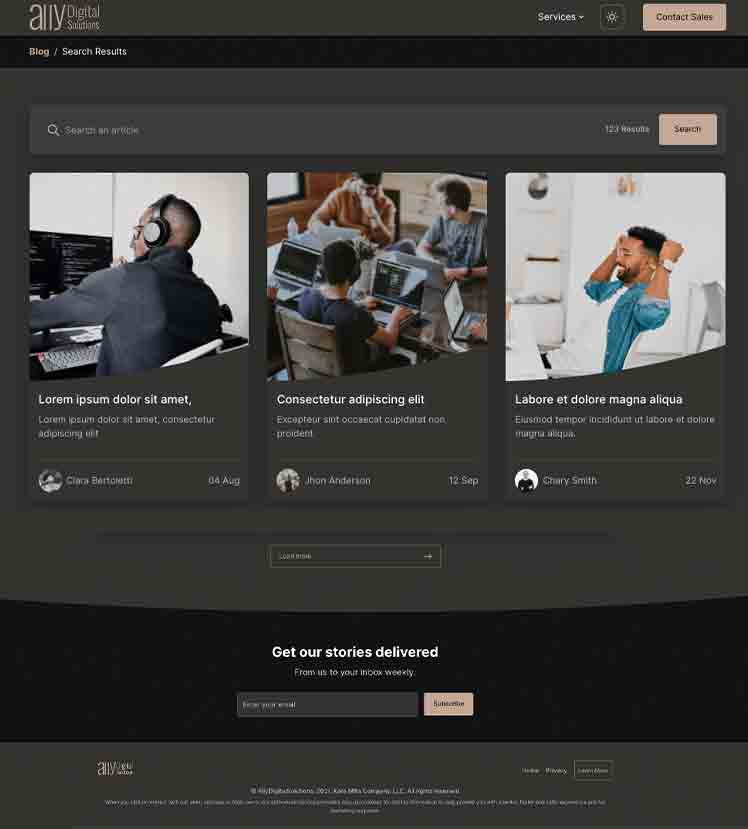 ally Digital
Solutions
Services
Contact Sales
Blog / Search Results
Search an article
123 Results
Search
Lorem ipsum dolor sit amet,
Lorem ipsum dolor sit amet, consectetur
adipiscing elit
Clara Bertoletti
04 Aug
Consectetur adipiscing elit
Excepteur sint occaecat cupidatat non
proident.
Jhon Anderson
12 Sep
Labore et dolore magna aliqua
Eiusmod tempor incididunt ut labore et dolore
magna aliqua.
Chary Smith
22 Nov
Load more
Get our stories delivered
From us to your inbox weekly.
Enter your email
Subscribe
ally Digital
Solutions
Home Privacy Learn More
© AllyDigitalSolutions, 2021. Company, LLC. All rights reserved.